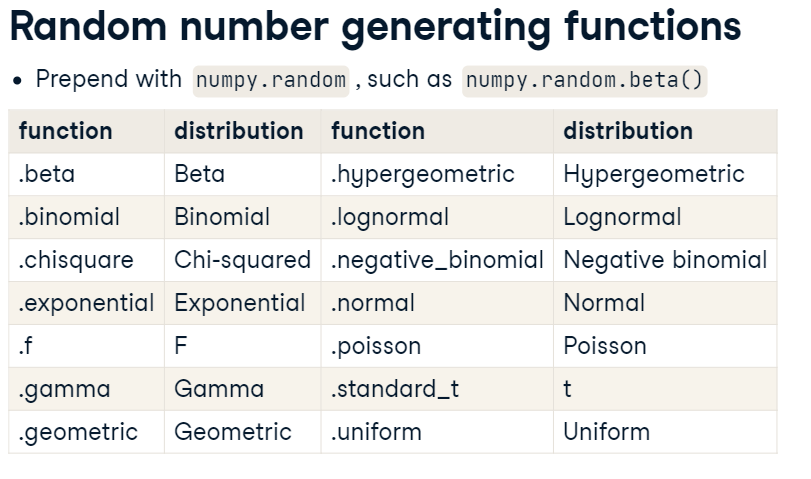 Random number generating functions
• Prepend with numpy.random , such as numpy.random.beta()
function distribution function distribution
.beta Beta .hypergeometric Hypergeometric
.binomial Binomial .lognormal Lognormal
.chisquare Chi-squared .negative_binomial Negative binomial
.exponential Exponential .normal Normal
.f F .poisson Poisson
.gamma Gamma .standard_t t
.geometric Geometric .uniform Uniform